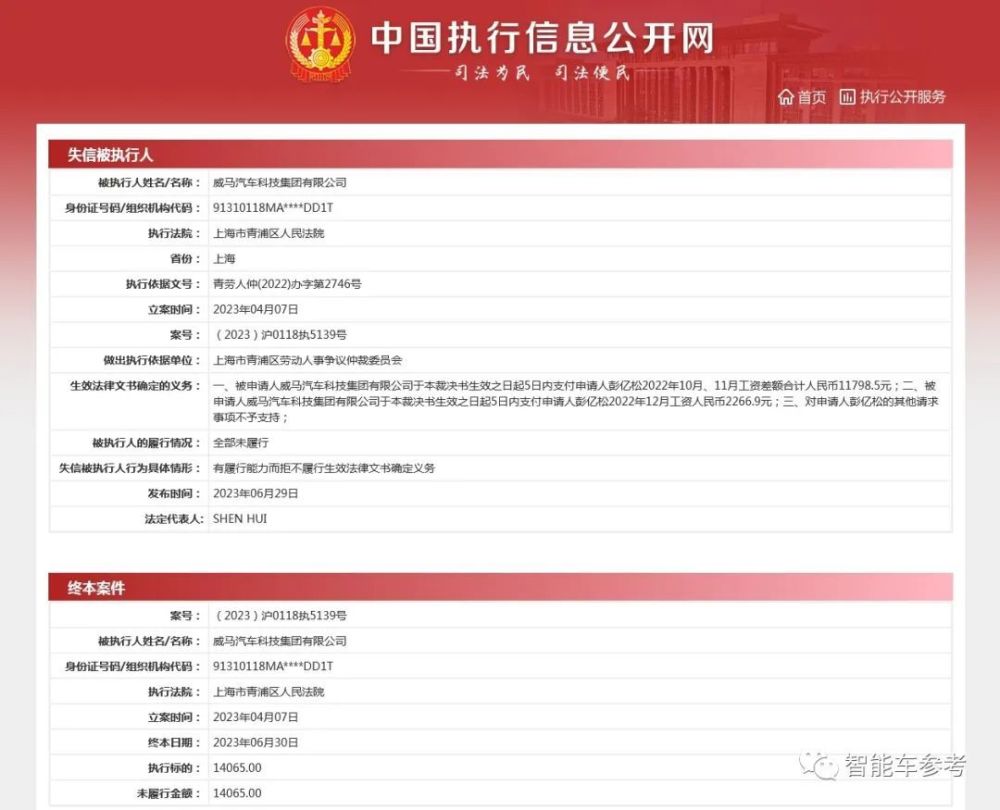 中国执行信息公开网
司法为民 司法便民
首页 执行公开服务
失信被执行人
被执行人姓名/名称： 威马汽车科技集团有限公司
身份证号码/组织机构代码： 91310118MA****DD1T
执行法院： 上海市青浦区人民法院
省份： 上海
执行依据文号： 青劳人仲(2022)办字第2746号
立案时间： 2023年04月07日
案号： （2023）沪0118执5139号
做出执行依据单位： 上海市青浦区劳动人事争议仲裁委员会
生效法律文书确定的义务： 一、被申请人威马汽车科技集团有限公司于本裁决书生效之日起5日内支付申请人彭亿松2022年10月、11月工资差额合计人民币11798.5元；二、被
申请人威马汽车科技集团有限公司于本裁决书生效之日起5日内支付申请人彭亿松2022年12月工资人民币2266.9元；三、对申请人彭亿松的其他请求
事项不予支持；
被执行人的履行情况： 全部未履行
失信被执行人行为具体情形： 有履行能力而拒不履行生效法律文书确定义务
发布时间： 2023年06月29日
法定代表人: SHEN HUI
终本案件
案号： （2023）沪0118执5139号
被执行人姓名/名称： 威马汽车科技集团有限公司
身份证号码/组织机构代码： 91310118MA****DD1T
执行法院： 上海市青浦区人民法院
立案时间： 2023年04月07日
终本日期： 2023年06月30日
执行标的： 14065.00
未履行金额： 14065.00
智能车参考